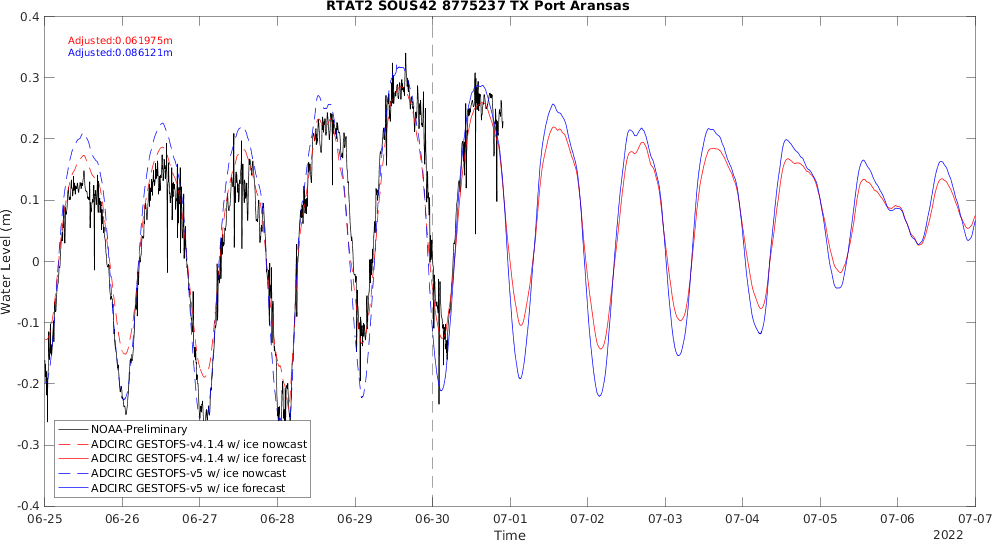 RTAT2 SOUS42 8775237 TX Port Aransas
Adjusted:0.061975m
Adjusted:0.086121m
0.4
0.3
0.2
0.1
0
-0.1
-0.2
-0.3
-0.4
Water Level (m)
NOAA-Preliminary
ADCIRC GESTOFS-v4.1.4 w/ ice nowcast
ADCIRC GESTOFS-v4.1.4 w/ ice forecast
ADCIRC GESTOFS-v5 w/ ice nowcast
ADCIRC GESTOFS-v5 w/ ice forecast
06-25 06-26 06-27 06-28 06-29 06-30 07-01 07-02 07-03 07-04 07-05 07-06 07-07
Time
2022